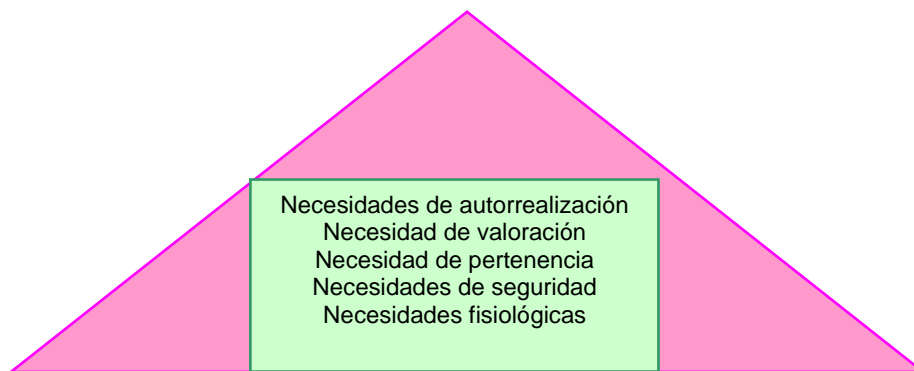 Necesidades de autorrealización
Necesidad de valoración
Necesidad de pertenencia
Necesidades de seguridad
Necesidades fisiológicas